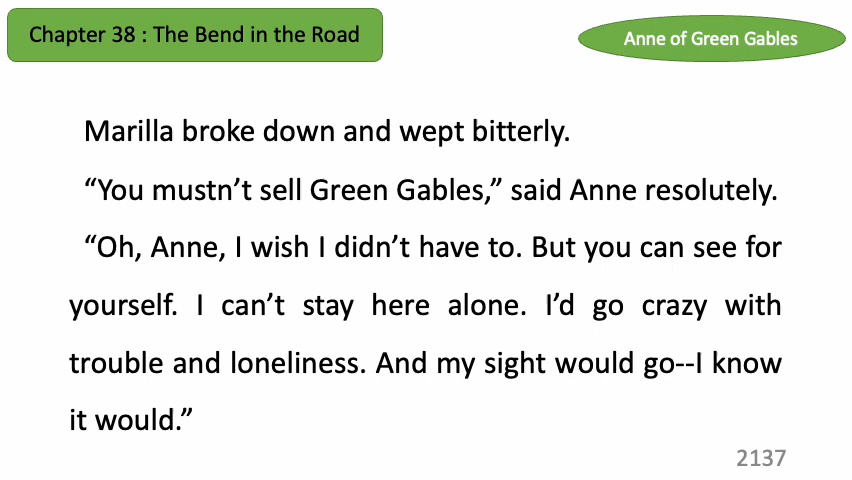 Chapter 38 : The Bend in the Road
Anne of Green Gables
Marilla broke down and wept bitterly.
“You mustn’t sell Green Gables,” said Anne resolutely.
“Oh, Anne, I wish I didn’t have to. But you can see for
yourself. I can’t stay here alone. I’d go crazy with
trouble and loneliness. And my sight would go--I know
it would.”
2137